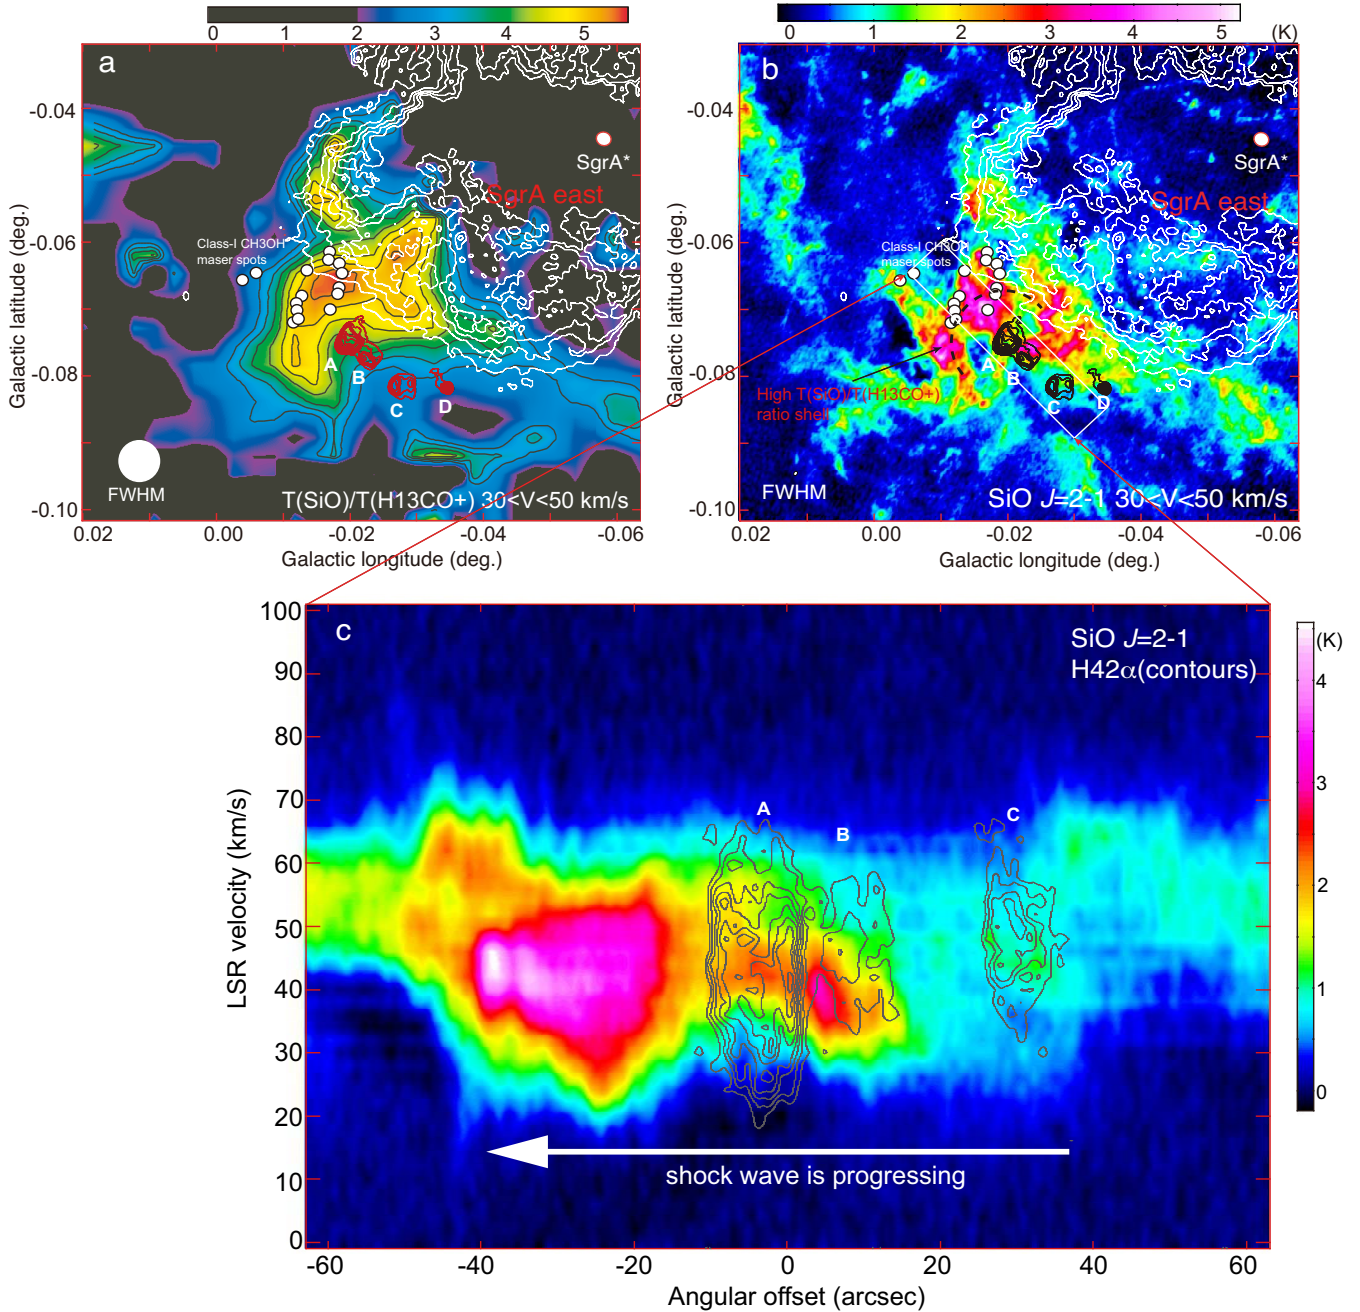 0 1 2 3 4 5
0 1 2 3 4 5 (K)
a
-0.04
-0.06
-0.08
-0.10
Galactic latitude (deg.)
SgrA*
SgrA east
Class-I CH3OH
maser spots
A
B
C
D
FWHM
T(SiO)/T(H13CO+) 30<V<50 km/s
0.02 0.00 -0.02 -0.04 -0.06
Galactic longitude (deg.)
b
-0.04
-0.06
-0.08
-0.10
Galactic latitude (deg.)
SgrA*
SgrA east
Class-I CH3OH
maser spots
High T(SiO)/T(H13CO+)
ratio shell
A
B
C
D
FWHM
SiO J=2-1 30<V<50 km/s
0.02 0.00 -0.02 -0.04 -0.06
Galactic longitude (deg.)
c
SiO J=2-1
H42α(contours)
100
90
80
70
60
50
40
30
20
10
0
LSR velocity (km/s)
A
B
C
shock wave is progressing
-60 -40 -20 0 20 40 60
Angular offset (arcsec)
(K)
4
3
2
1
0